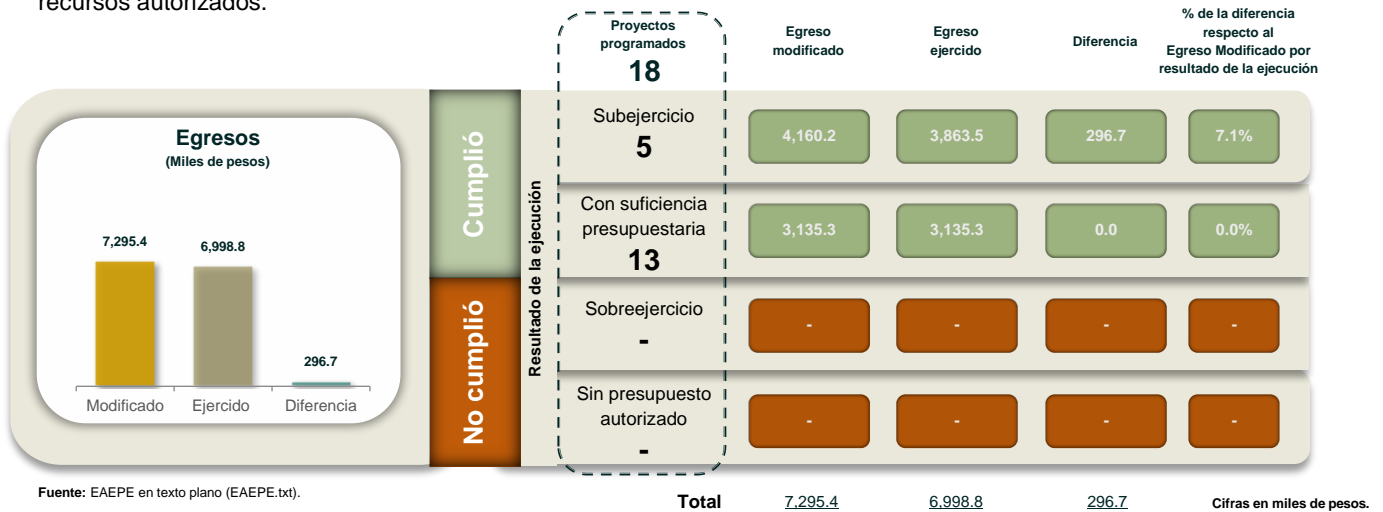 recursos autorizados.
Proyectos
programados
18
Egreso
modificado
Egreso
ejercido
Diferencia
% de la diferencia
respecto al
Egreso Modificado por
resultado de la ejecución
Egresos
(Miles de pesos)
7,295.4
6,998.8
296.7
Modificado
Ejercido
Diferencia
Cumplió
No cumplió
Resultado de la ejecución
Subejercicio
5
4,160.2
3,863.5
296.7
7.1%
Con suficiencia
presupuestaria
13
3,135.3
3,135.3
0.0
0.0%
Sobreejercicio
-
-
-
-
-
Sin presupuesto
autorizado
-
-
-
-
-
Fuente: EAEPE en texto plano (EAEPE.txt).
Total 7,295.4 6,998.8 296.7 Cifras en miles de pesos.